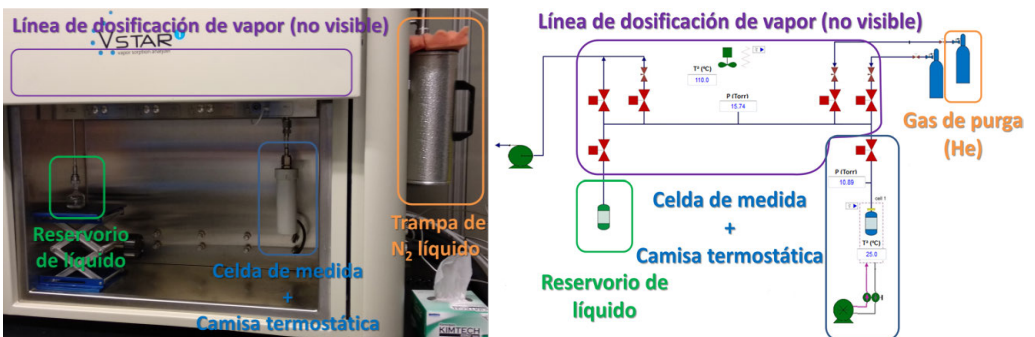 Línea de dosificación de vapor (no visible)
VSTAR
vapor sorption analyzer
Reservorio
de líquido
Celda de medida
+
Camisa termostática
Trampa de
N₂ líquido
KIMTECH
Línea de dosificación de vapor (no visible)
Tª (ºC)
110.0
P (Torr)
15.74
Gas de purga
(He)
P (Torr)
10.89
cell 1
Tª (ºC)
25.0
Celda de medida
+
Camisa termostática
Reservorio de
líquido